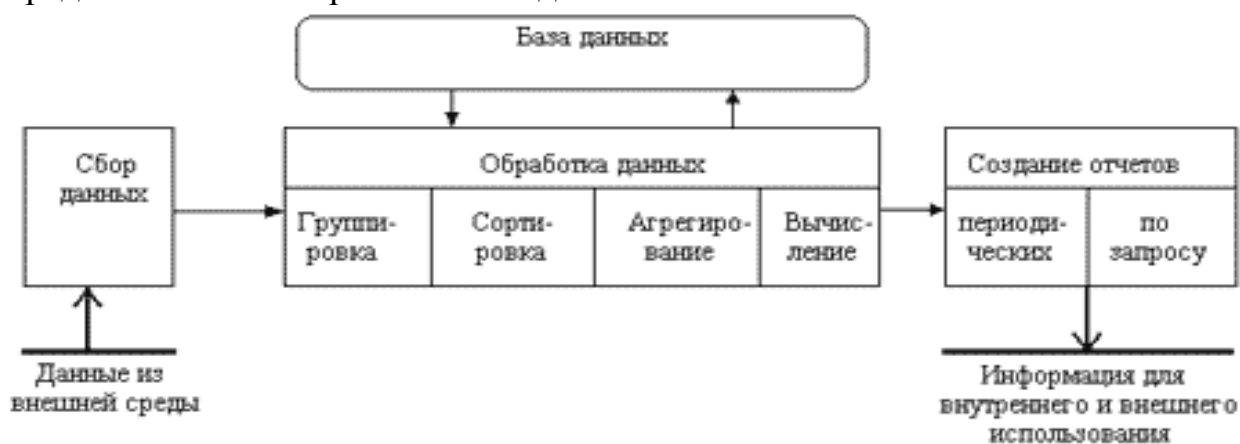 База данных
Сбор
данных
Обработка данных
Группи-
ровка
Сорти-
ровка
Агрегиро-
вание
Вычис-
ление
Создание отчетов
периоди-
ческих
по
запросу
Данные из
внешней среды
Информация для
внутреннего и внешнего
использования